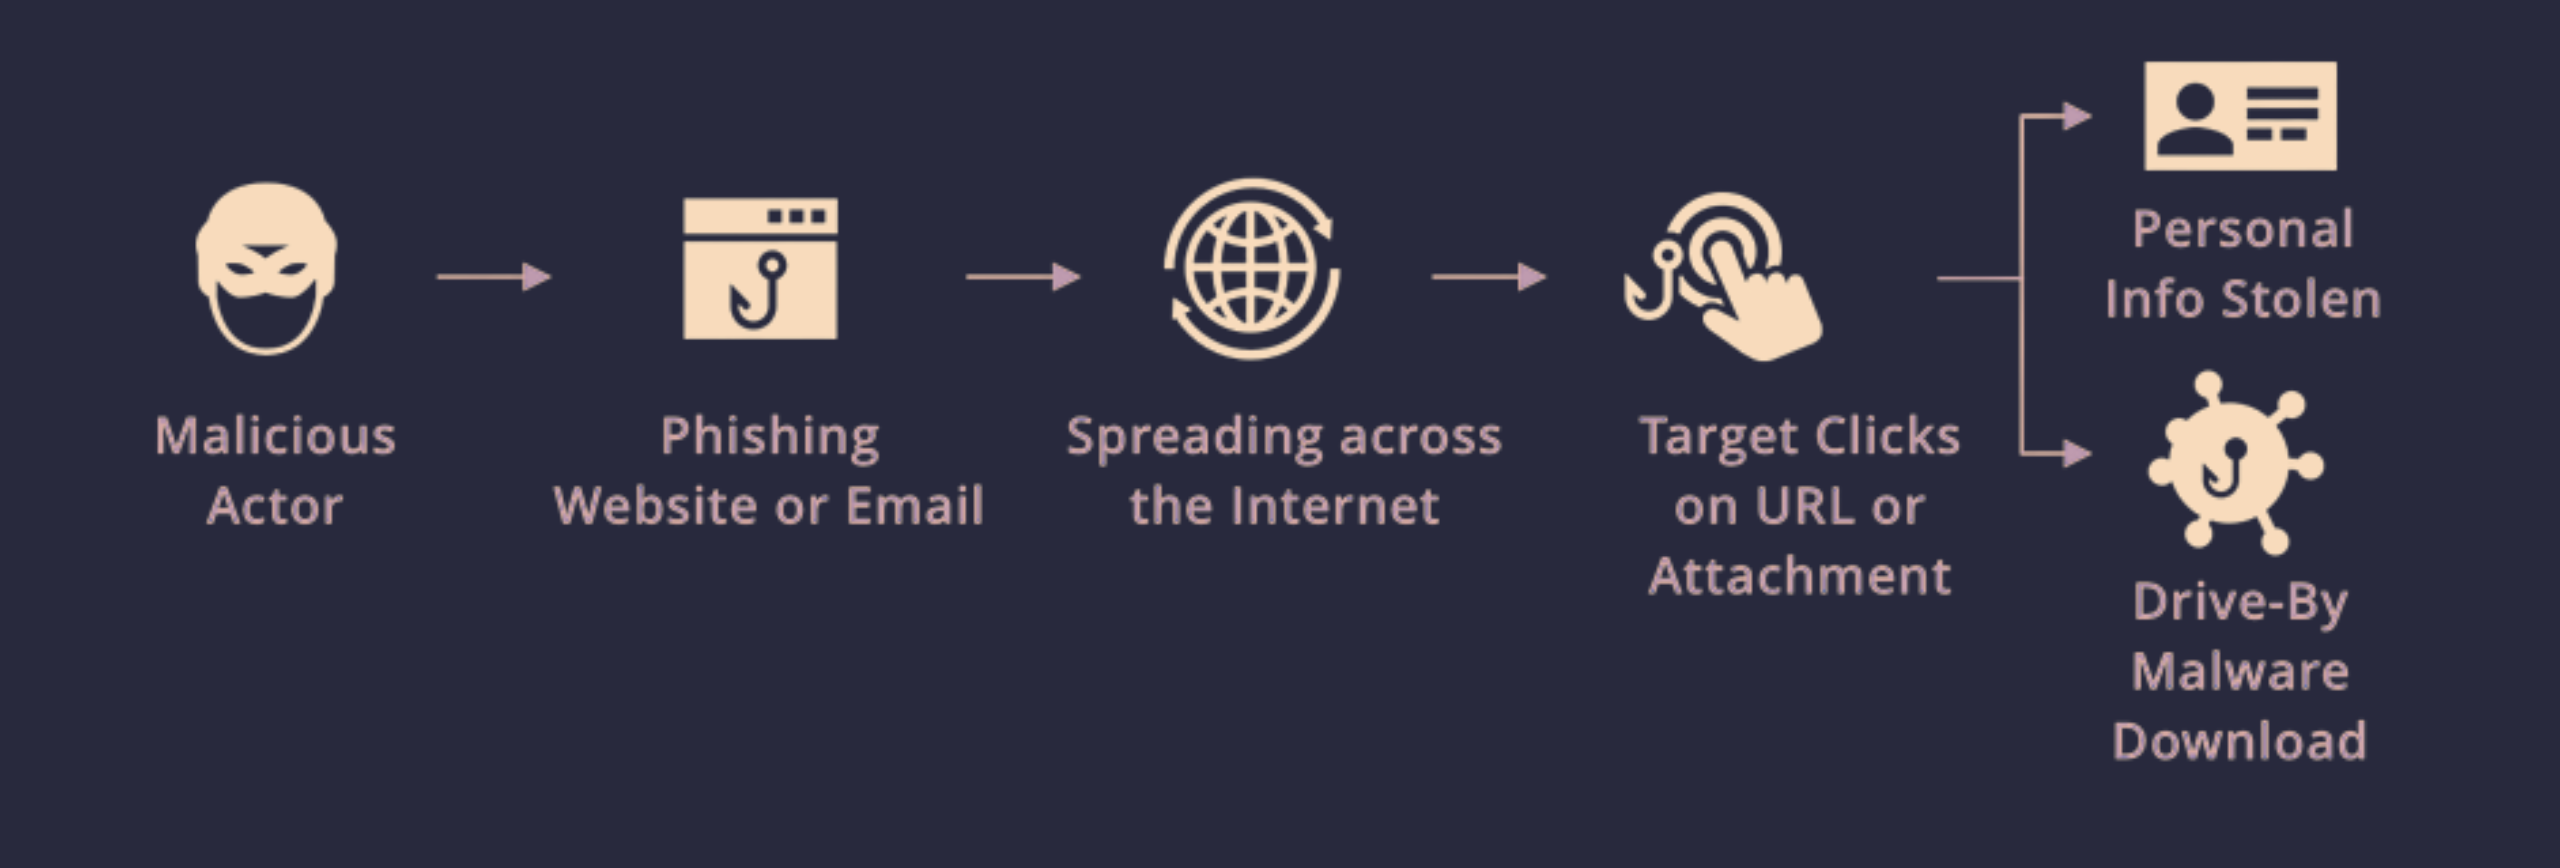 Malicious
Actor
Phishing
Website or Email
Spreading across
the Internet
Target Clicks
on URL or
Attachment
Personal
Info Stolen
Drive-By
Malware
Download